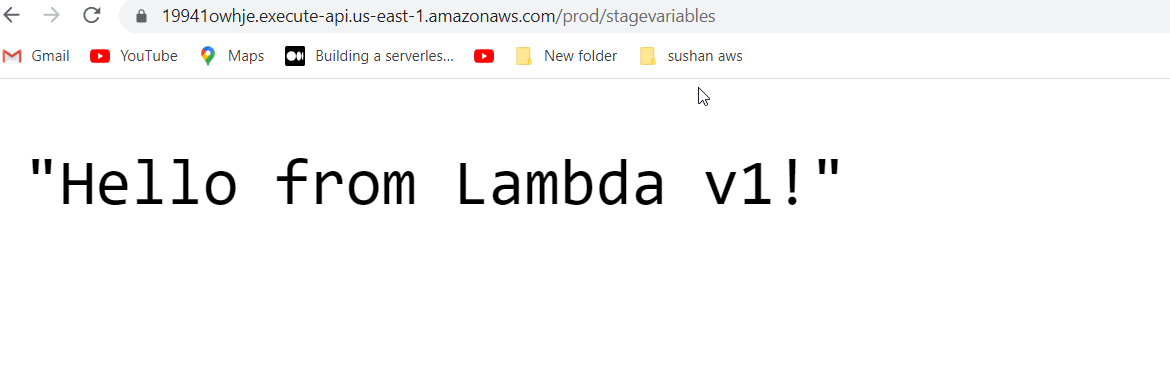 19941owhje.execute-api.us-east-1.amazonaws.com/prod/stagevariables
Gmail YouTube Maps Building a serverles... New folder sushan aws
"Hello from Lambda v1!"